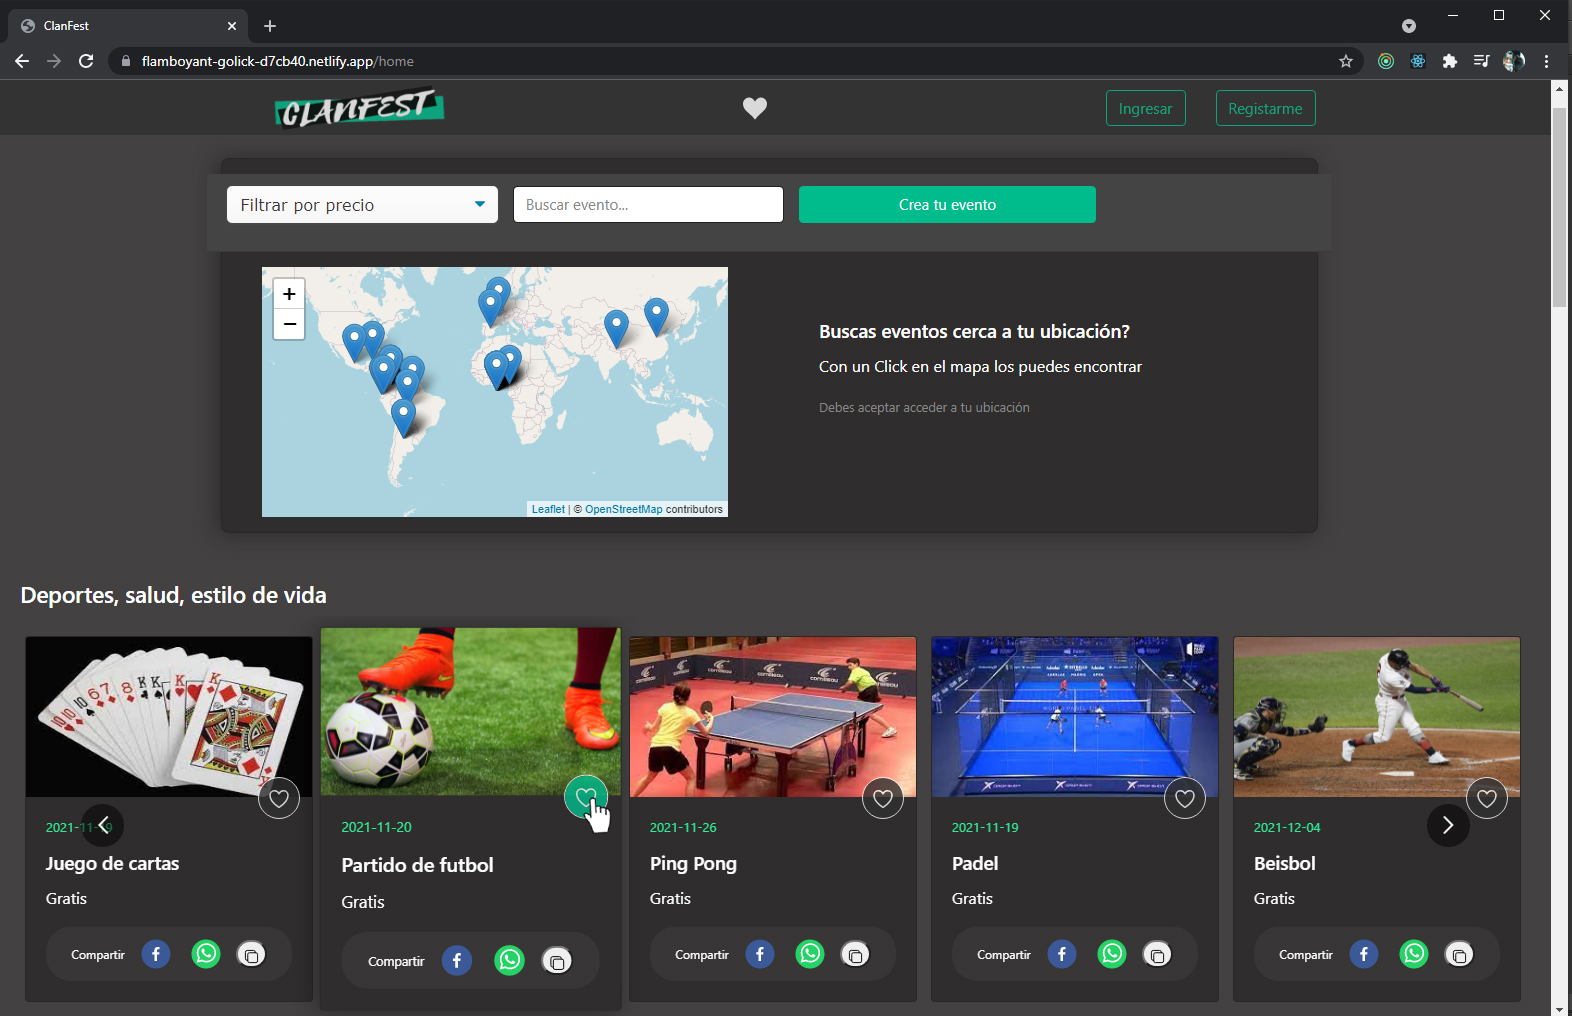 ClanFest
flamboyant-golick-d7cb40.netlify.app/home
CLANFEST
Ingresar
Registarme
Filtrar por precio
Buscar evento...
Crea tu evento
+
−
Buscas eventos cerca a tu ubicación?
Con un Click en el mapa los puedes encontrar
Debes aceptar acceder a tu ubicación
Leaflet | © OpenStreetMap contributors
Deportes, salud, estilo de vida
2021-11-19
Juego de cartas
Gratis
Compartir
2021-11-20
Partido de futbol
Gratis
Compartir
2021-11-26
Ping Pong
Gratis
Compartir
2021-11-19
Padel
Gratis
Compartir
2021-12-04
Beisbol
Gratis
Compartir